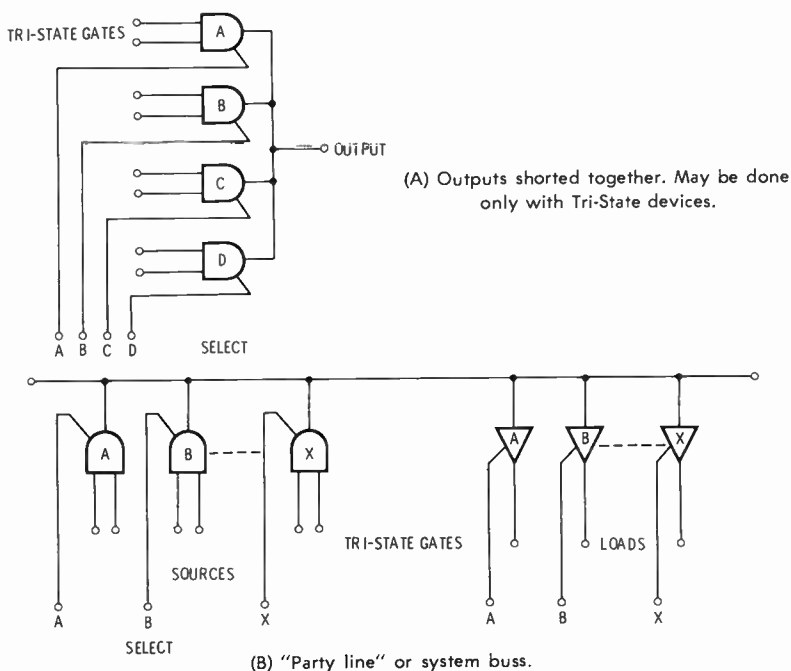 TRI-STATE GATES
A
B
OUTPUT
C
D
(A) Outputs shorted together. May be done
only with Tri-State devices.
A B C D SELECT
A B X A B X
TRI-STATE GATES LOADS
SOURCES
A B X A B X
SELECT
(B) "Party line" or system buss.